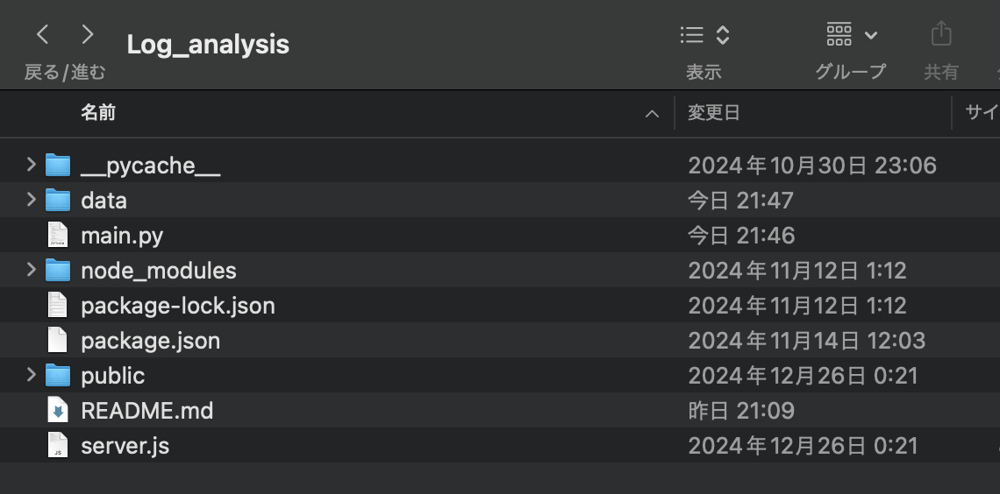 Log_analysis
戻る/進む
表示
グループ
共有
名前
変更日
サイ
__pycache__ 2024年10月30日 23:06
data 今日 21:47
main.py 今日 21:46
node_modules 2024年11月12日 1:12
package-lock.json 2024年11月12日 1:12
package.json 2024年11月14日 12:03
public 2024年12月26日 0:21
README.md 昨日 21:09
server.js 2024年12月26日 0:21